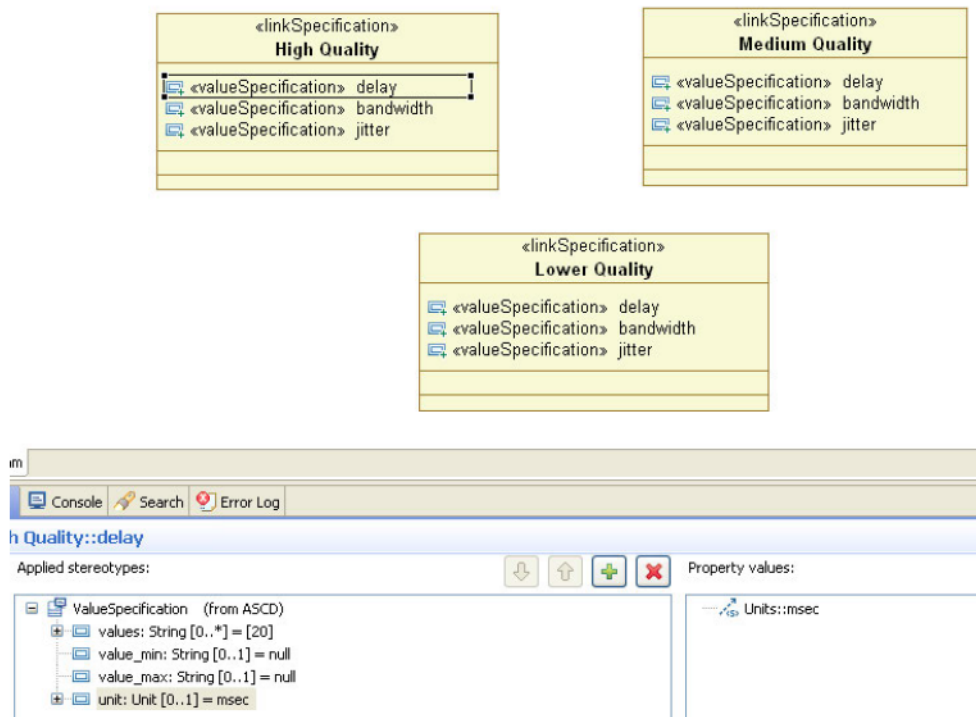 «linkSpecification»
High Quality
«valueSpecification» delay
«valueSpecification» bandwidth
«valueSpecification» jitter
«linkSpecification»
Medium Quality
«valueSpecification» delay
«valueSpecification» bandwidth
«valueSpecification» jitter
«linkSpecification»
Lower Quality
«valueSpecification» delay
«valueSpecification» bandwidth
«valueSpecification» jitter
Console Search Error Log
h Quality::delay
Applied stereotypes:
ValueSpecification (from ASCD)
values: String [0..*] = [20]
value_min: String [0..1] = null
value_max: String [0..1] = null
unit: Unit [0..1] = msec
Property values:
Units::msec